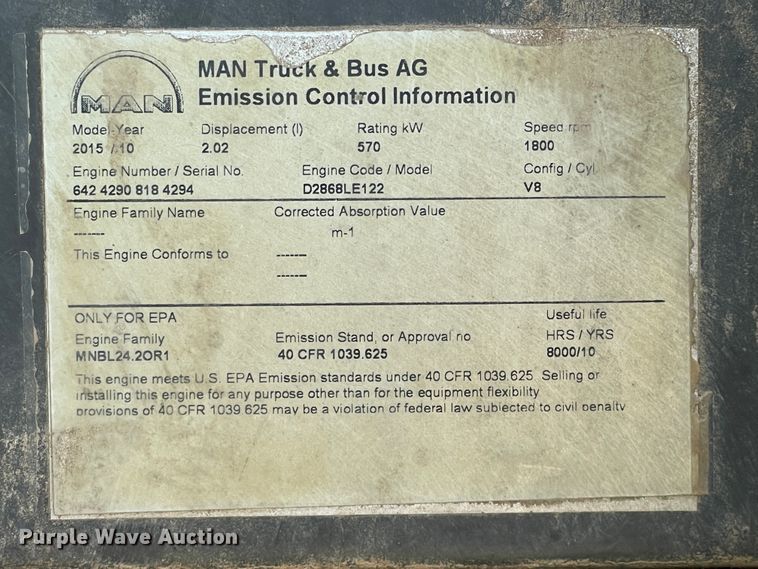 MAN
MAN Truck & Bus AG
Emission Control Information
Model-Year Displacement (l) Rating kW Speed rpm
2015 /10 2.02 570 1800
Engine Number / Serial No. Engine Code / Model Config / Cyl
642 4290 818 4294 D2868LE122 V8
Engine Family Name Corrected Absorption Value
------- m-1
This Engine Conforms to -------
-------
ONLY FOR EPA Useful life
Engine Family Emission Stand, or Approval no HRS / YRS
MNBL24.2OR1 40 CFR 1039.625 8000/10
This engine meets U.S. EPA Emission standards under 40 CFR 1039.625 Selling or
installing this engine for any purpose other than for the equipment flexibility
provisions of 40 CFR 1039 625 may be a violation of federal law subjected to civil penalty
Purple Wave Auction